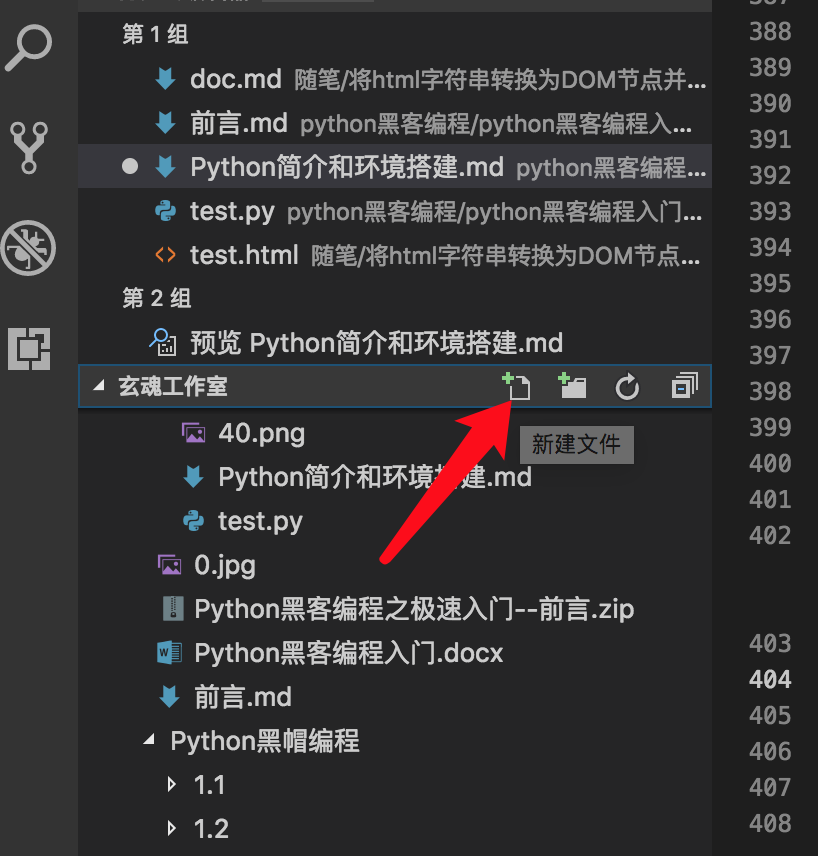 第 1 组
doc.md 随笔/将html字符串转换为DOM节点并...
前言.md python黑客编程/python黑客编程入...
Python简介和环境搭建.md python黑客编程...
test.py python黑客编程/python黑客编程入门...
test.html 随笔/将html字符串转换为DOM节点...
第 2 组
预览 Python简介和环境搭建.md
玄魂工作室
新建文件
40.png
Python简介和环境搭建.md
test.py
0.jpg
Python黑客编程之极速入门--前言.zip
Python黑客编程入门.docx
前言.md
Python黑帽编程
1.1
1.2
388
389
390
391
392
393
394
395
396
397
398
399
400
401
402
403
404
405
406
407
408